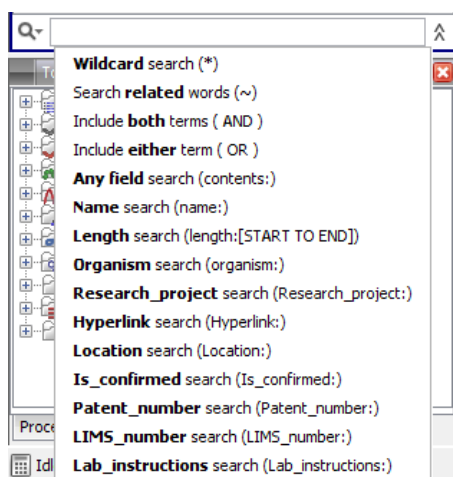 Wildcard search (*)
Search related words (~)
Include both terms ( AND )
Include either term ( OR )
Any field search (contents:)
Name search (name:)
Length search (length:[START TO END])
Organism search (organism:)
Research_project search (Research_project:)
Hyperlink search (Hyperlink:)
Location search (Location:)
Is_confirmed search (Is_confirmed:)
Patent_number search (Patent_number:)
LIMS_number search (LIMS_number:)
Lab_instructions search (Lab_instructions:)
Proce
Idl